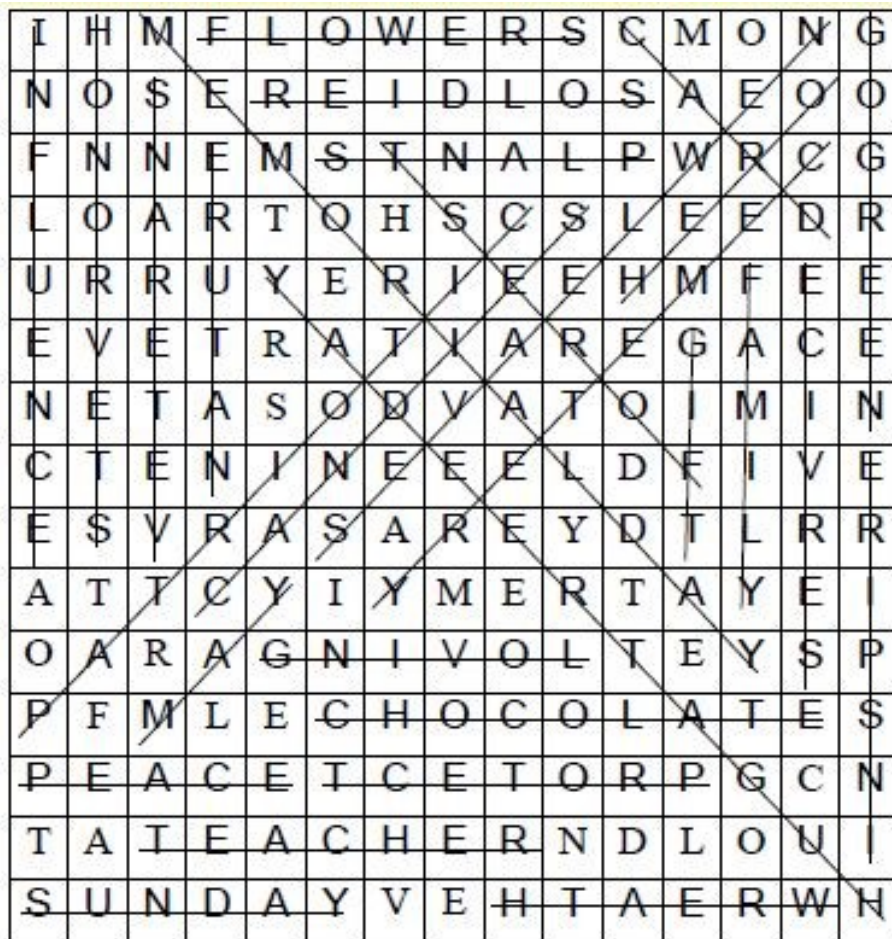 I H M F L O W E R S C M O N G
N O S E R E I D L O S A E O O
F N N E M S T N A L P W R C G
L O A R T O H S C S L E E D R
U R R U Y E R I E E H M F E E
E V E T R A T I A R E G A C E
N E T A S O D V A T O I M I N
C T E N I N E E E L D F I V E
E S V R A S A R E Y D T L R R
A T T C Y I Y M E R T A Y E I
O A R A G N I V O L T E Y S P
P F M L E C H O C O L A T E S
P E A C E T C E T O R P G C N
T A T E A C H E R N D L O U I
S U N D A Y V E H T A E R W H